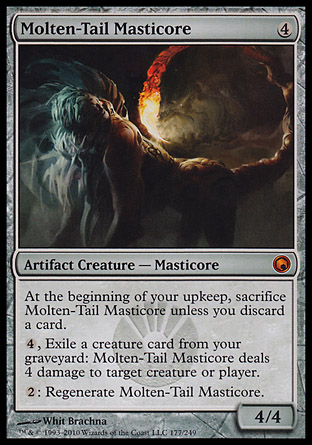 Molten-Tail Masticore 4
Artifact Creature — Masticore
At the beginning of your upkeep, sacrifice
Molten-Tail Masticore unless you discard
a card.
4, Exile a creature card from your
graveyard: Molten-Tail Masticore deals
4 damage to target creature or player.
2: Regenerate Molten-Tail Masticore.
Whit Brachna
™ & © 1993-2010 Wizards of the Coast LLC 177/249
4/4